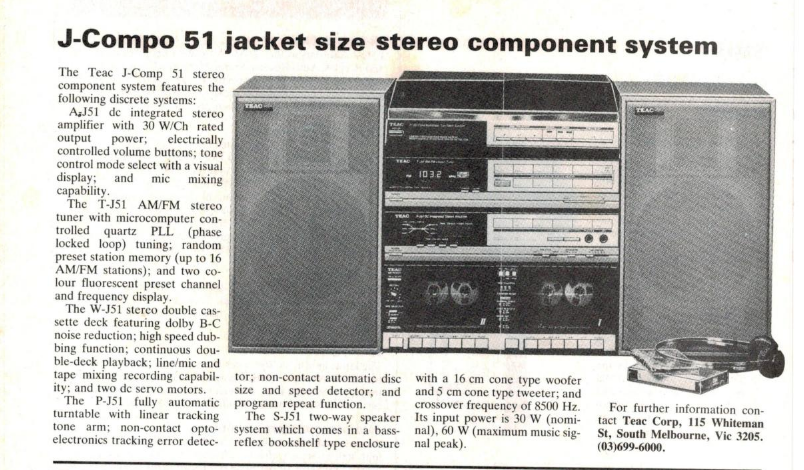 J-Compo 51 jacket size stereo component system
The Teac J-Comp 51 stereo
component system features the
following discrete systems:
A-J51 dc integrated stereo
amplifier with 30 W/Ch rated
output power; electrically
controlled volume buttons; tone
control mode select with a visual
display; and mic mixing
capability.
The T-J51 AM/FM stereo
tuner with microcomputer con-
trolled quartz PLL (phase
locked loop) tuning; random
preset station memory (up to 16
AM/FM stations); and two co-
lour fluorescent preset channel
and frequency display.
The W-J51 stereo double cas-
sette deck featuring dolby B-C
noise reduction; high speed dub-
bing function; continuous dou-
ble-deck playback; line/mic and
tape mixing recording capabil-
ity; and two dc servo motors.
The P-J51 fully automatic
turntable with linear tracking
tone arm; non-contact opto-
electronics tracking error detec-
tor; non-contact automatic disc
size and speed detector; and
program repeat function.
The S-J51 two-way speaker
system which comes in a bass-
reflex bookshelf type enclosure
with a 16 cm cone type woofer
and 5 cm cone type tweeter; and
crossover frequency of 8500 Hz.
Its input power is 30 W (nomi-
nal), 60 W (maximum music sig-
nal peak).
For further information con-
tact Teac Corp, 115 Whiteman
St, South Melbourne, Vic 3205.
(03)699-6000.
TEAC
TEAC
TEAC
TEAC
103.2
TEAC
TEAC
II
I